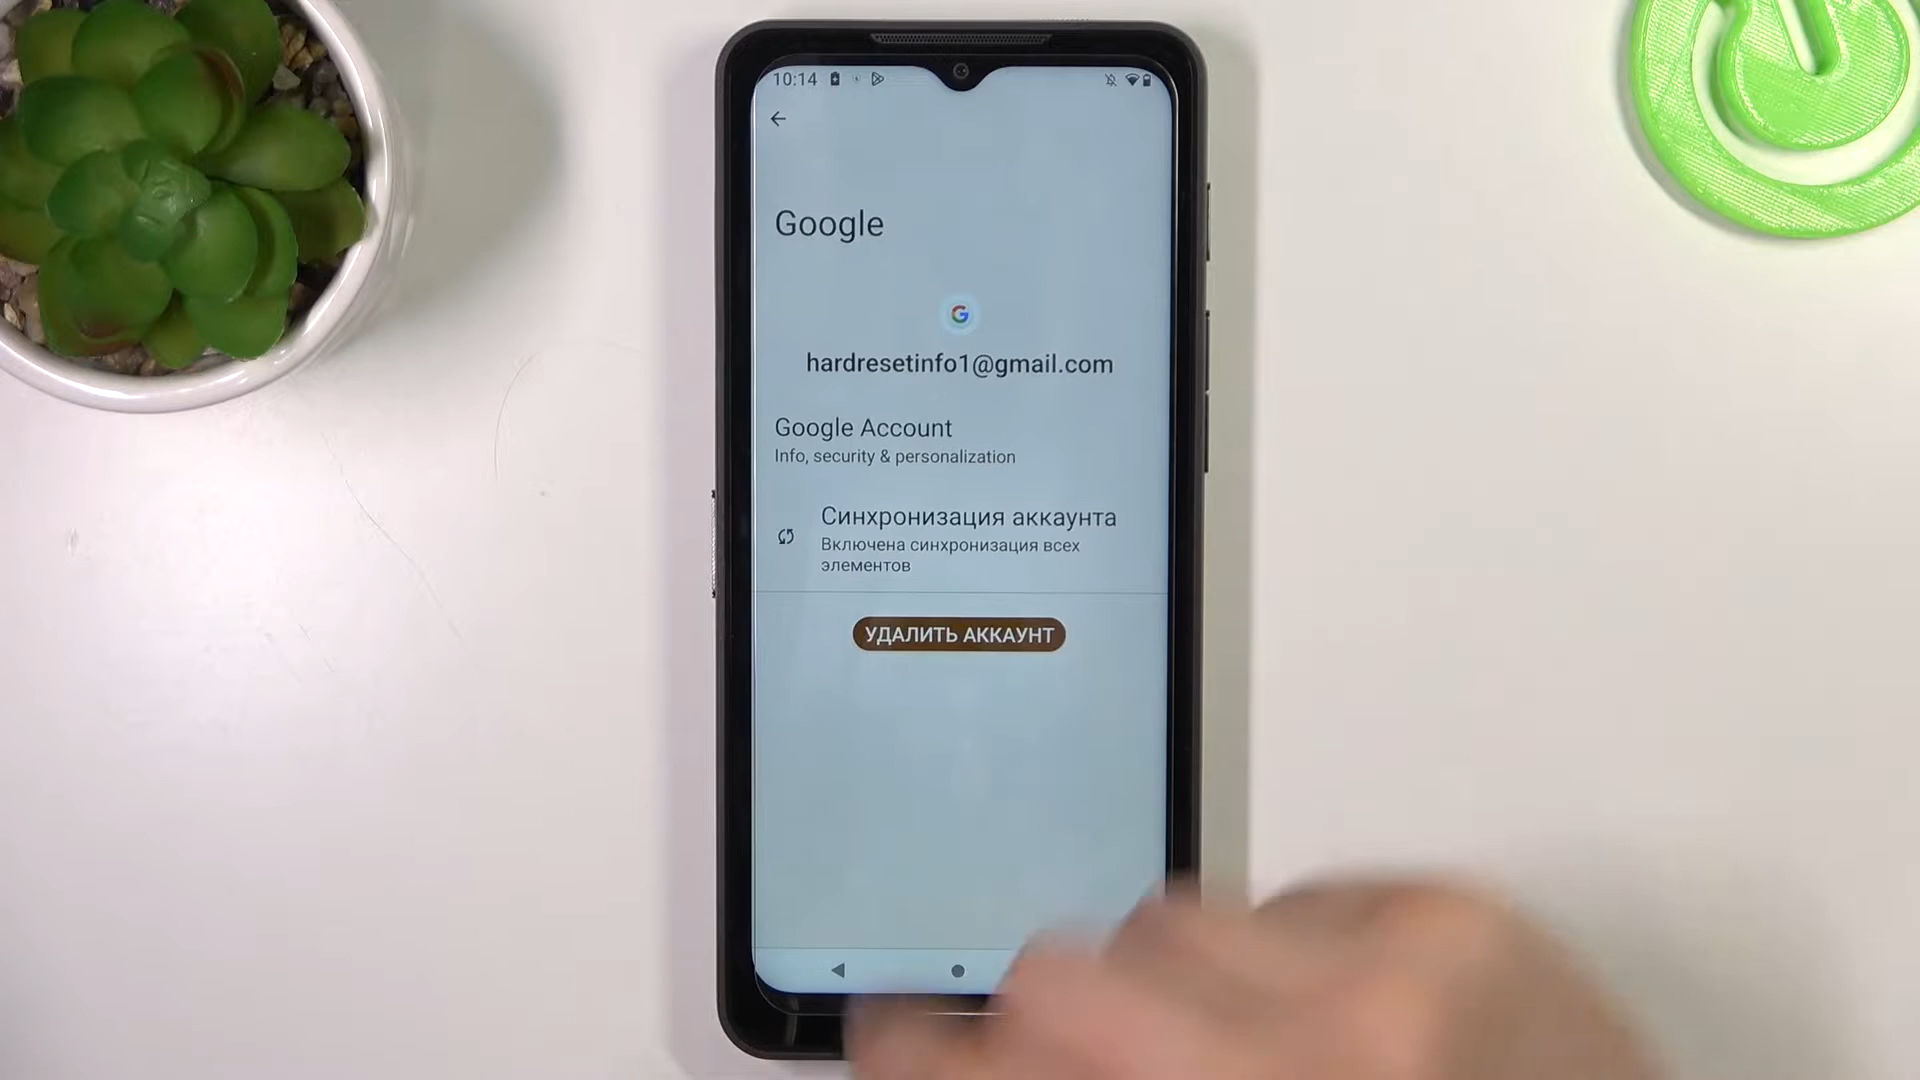 10:14
Google
G
hardresetinfo1@gmail.com
Google Account
Info, security & personalization
Синхронизация аккаунта
Включена синхронизация всех
элементов
УДАЛИТЬ АККАУНТ